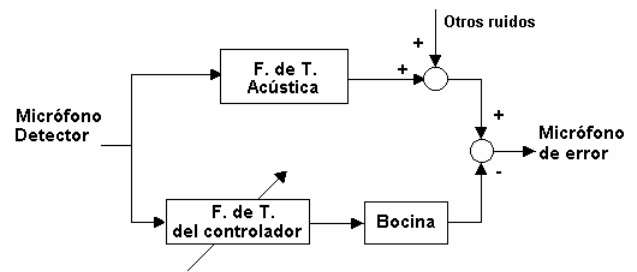 Otros ruidos
+
F. de T.
Acústica
+
Micrófono
Detector
+
Micrófono
de error
-
F. de T.
del controlador
Bocina